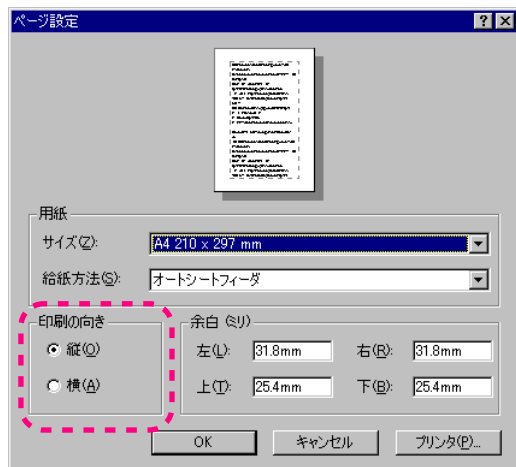 ページ設定
用紙
サイズ(Z): A4 210 x 297 mm
給紙方法(S): オートシートフィーダ
印刷の向き
縦(O)
横(A)
余白 (ミリ)
左(L): 31.8mm 右(R): 31.8mm
上(T): 25.4mm 下(B): 25.4mm
OK キャンセル プリンタ(P)...